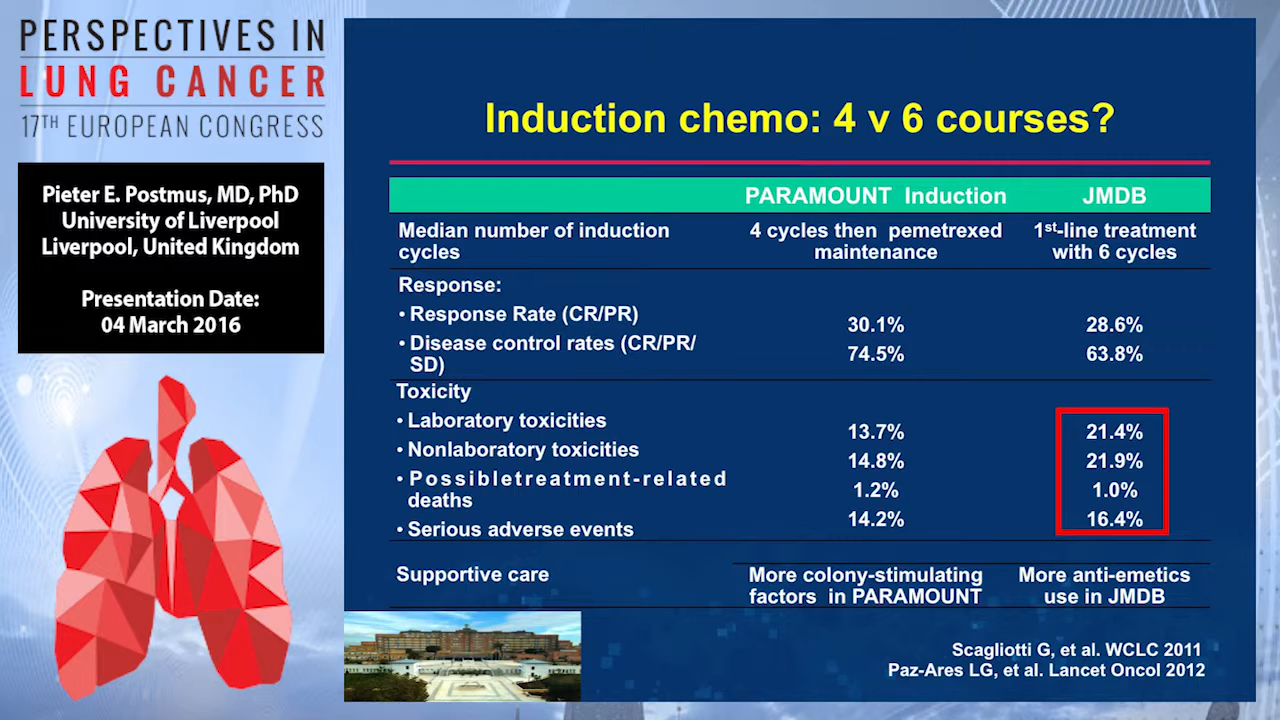 PERSPECTIVES IN
LUNG CANCER
17TH EUROPEAN CONGRESS
Pieter E. Postmus, MD, PhD
University of Liverpool
Liverpool, United Kingdom
Presentation Date:
04 March 2016
Induction chemo: 4 v 6 courses?
PARAMOUNT Induction JMDB
Median number of induction cycles 4 cycles then pemetrexed maintenance 1st-line treatment with 6 cycles
Response:
• Response Rate (CR/PR) 30.1% 28.6%
• Disease control rates (CR/PR/SD) 74.5% 63.8%
Toxicity
• Laboratory toxicities 13.7% 21.4%
• Nonlaboratory toxicities 14.8% 21.9%
• Possibletreatment-related deaths 1.2% 1.0%
• Serious adverse events 14.2% 16.4%
Supportive care More colony-stimulating factors in PARAMOUNT More anti-emetics use in JMDB
Scagliotti G, et al. WCLC 2011
Paz-Ares LG, et al. Lancet Oncol 2012